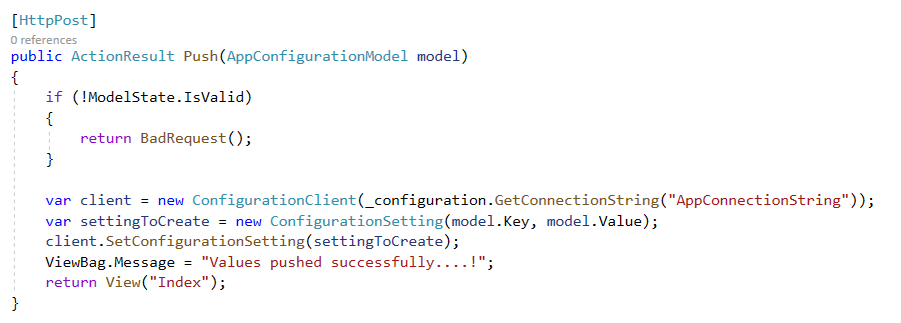 [HttpPost]
0 references
public ActionResult Push(AppConfigurationModel model)
{
    if (!ModelState.IsValid)
    {
        return BadRequest();
    }

    var client = new ConfigurationClient(_configuration.GetConnectionString("AppConnectionString"));
    var settingToCreate = new ConfigurationSetting(model.Key, model.Value);
    client.SetConfigurationSetting(settingToCreate);
    ViewBag.Message = "Values pushed successfully....!";
    return View("Index");
}